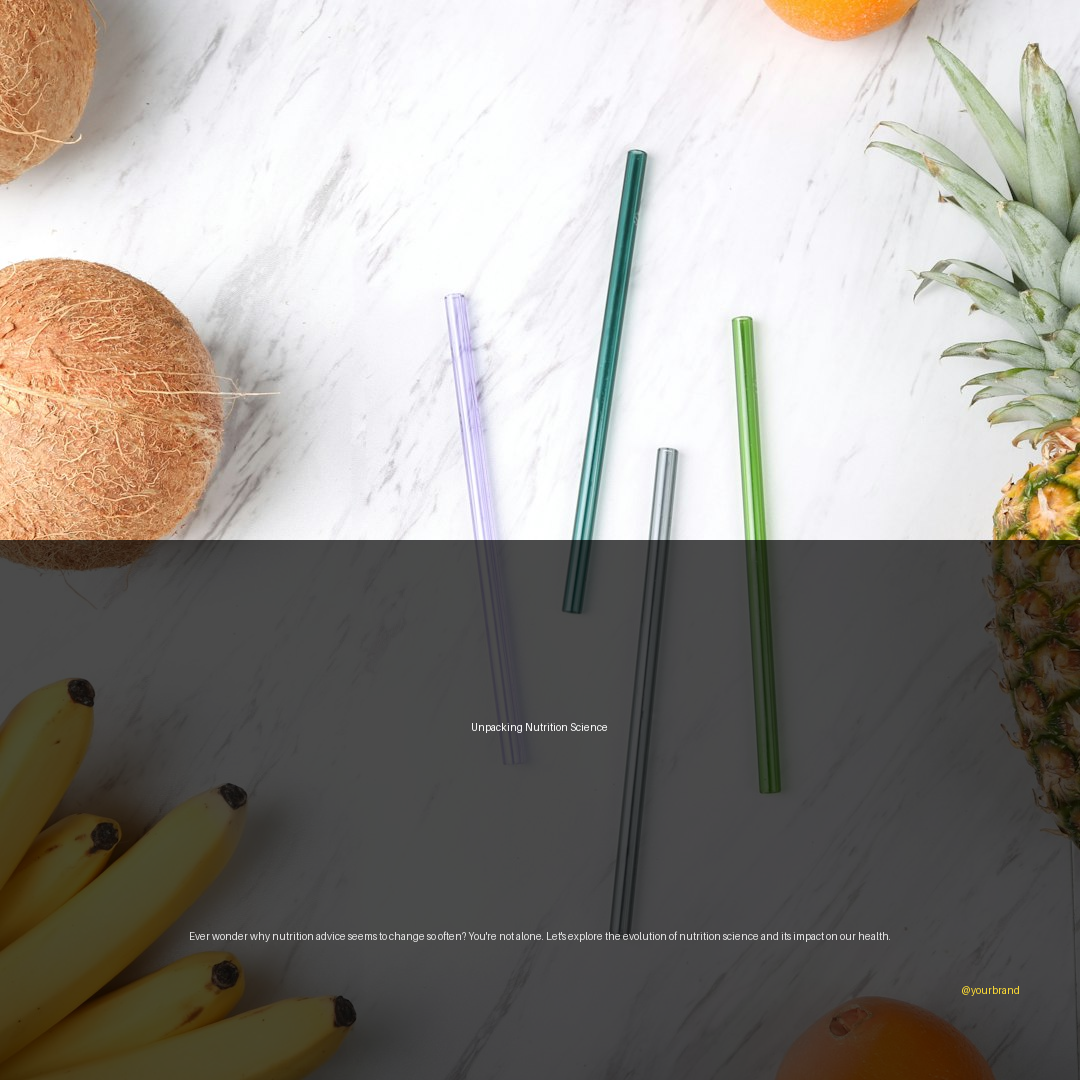 Unpacking Nutrition Science
Ever wonder why nutrition advice seems to change so often? You're not alone. Let's explore the evolution of nutrition science and its impact on our health.
@yourbrand